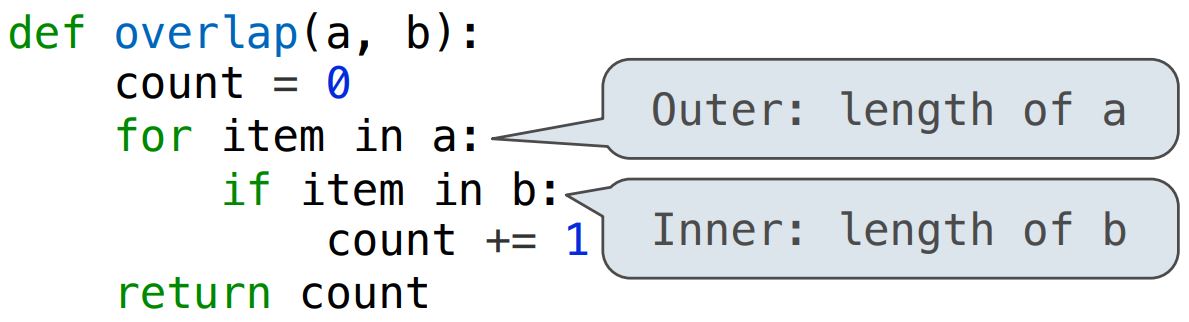 def overlap(a, b):
    count = 0
    for item in a:
Outer: length of a
        if item in b:
Inner: length of b
            count += 1
    return count